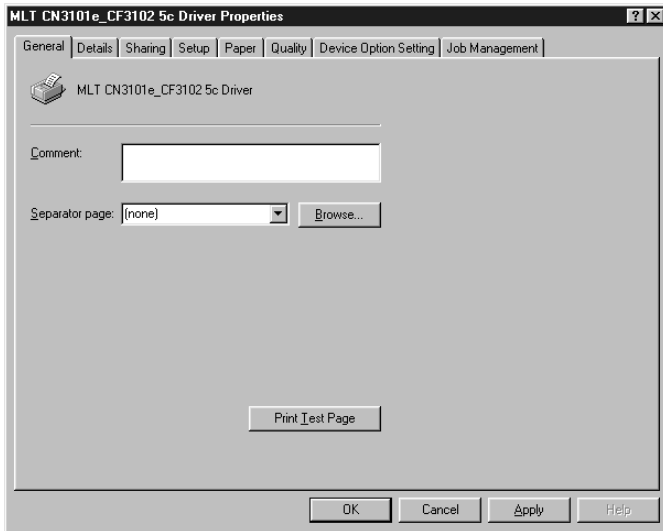 MLT CN3101e_CF3102 5c Driver Properties
General Details Sharing Setup Paper Quality Device Option Setting Job Management
MLT CN3101e_CF3102 5c Driver
Comment:
Separator page: (none) Browse...
Print Test Page
OK Cancel Apply Help